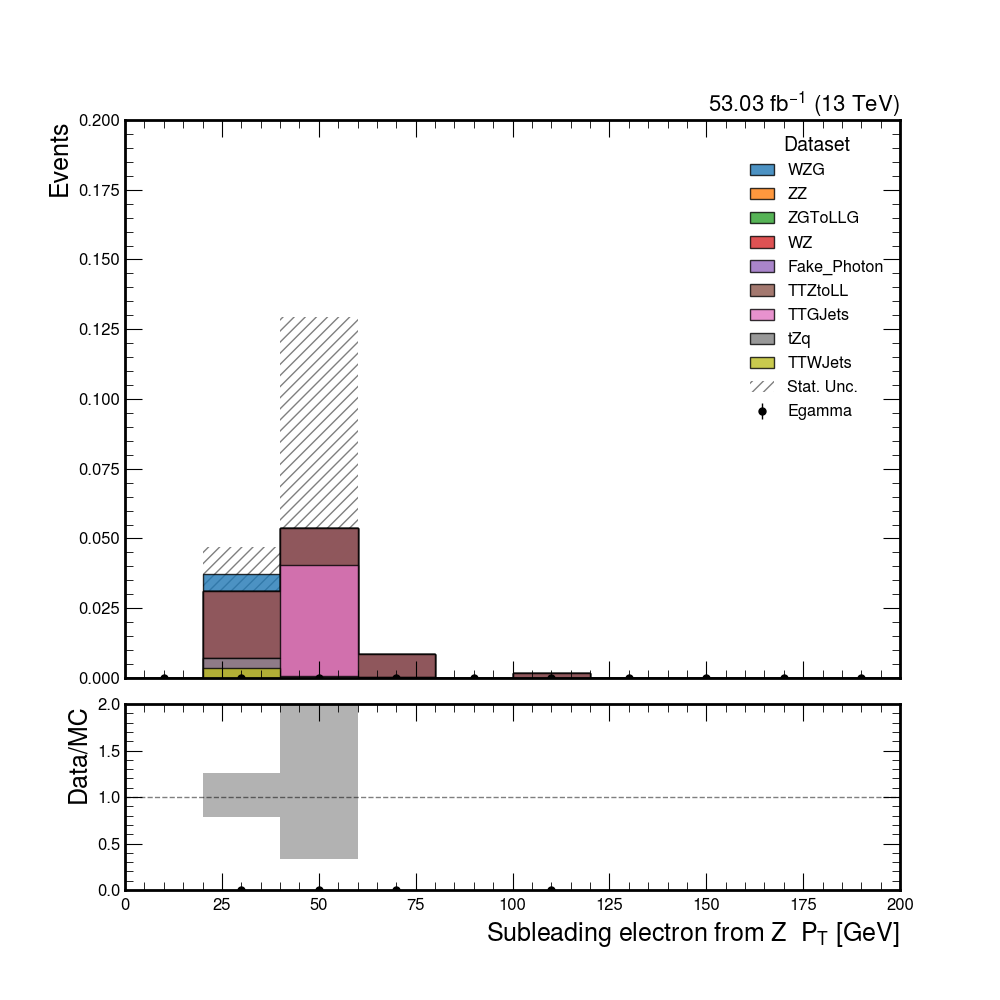 53.03 fb⁻¹ (13 TeV)
Events
0.200
0.175
0.150
0.125
0.100
0.075
0.050
0.025
0.000
Dataset
WZG
ZZ
ZGToLLG
WZ
Fake_Photon
TTZtoLL
TTGJets
tZq
TTWJets
Stat. Unc.
Egamma
Data/MC
2.0
1.5
1.0
0.5
0.0
0 25 50 75 100 125 150 175 200
Subleading electron from Z P_T [GeV]